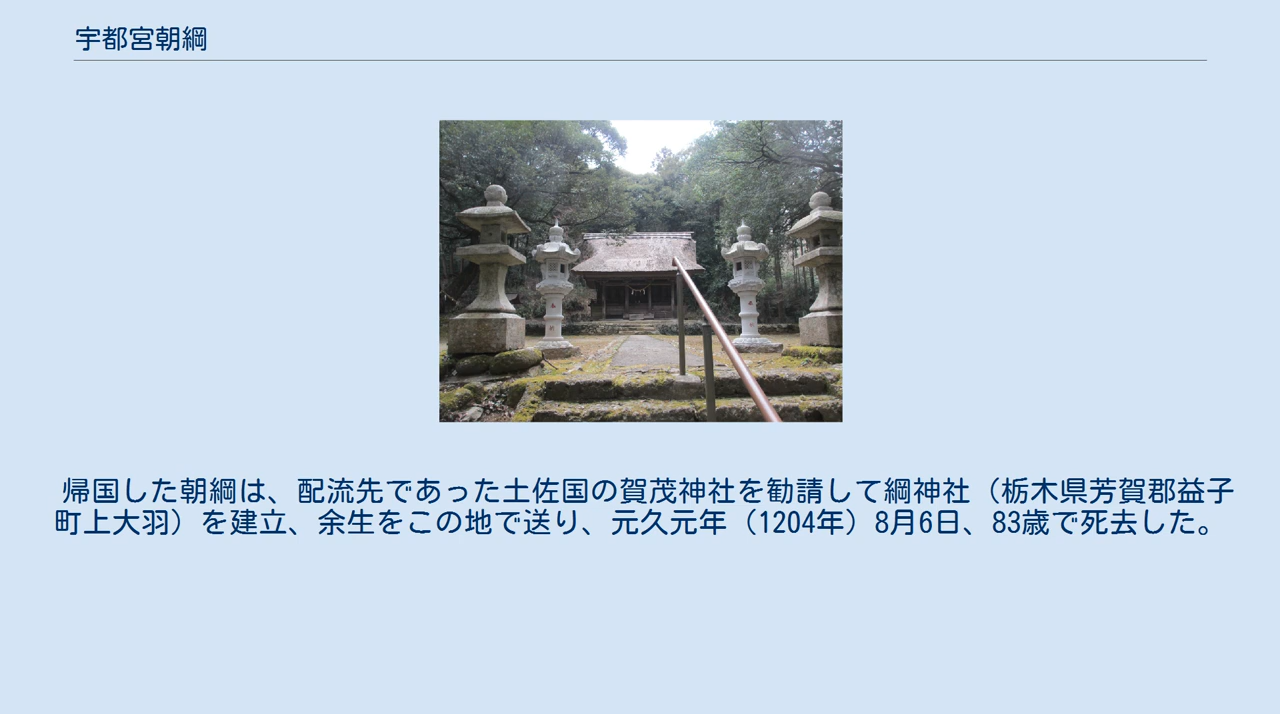 宇都宮朝綱
帰国した朝綱は、配流先であった土佐国の賀茂神社を勧請して綱神社（栃木県芳賀郡益子
町上大羽）を建立、余生をこの地で送り、元久元年（1204年）8月6日、83歳で死去した。